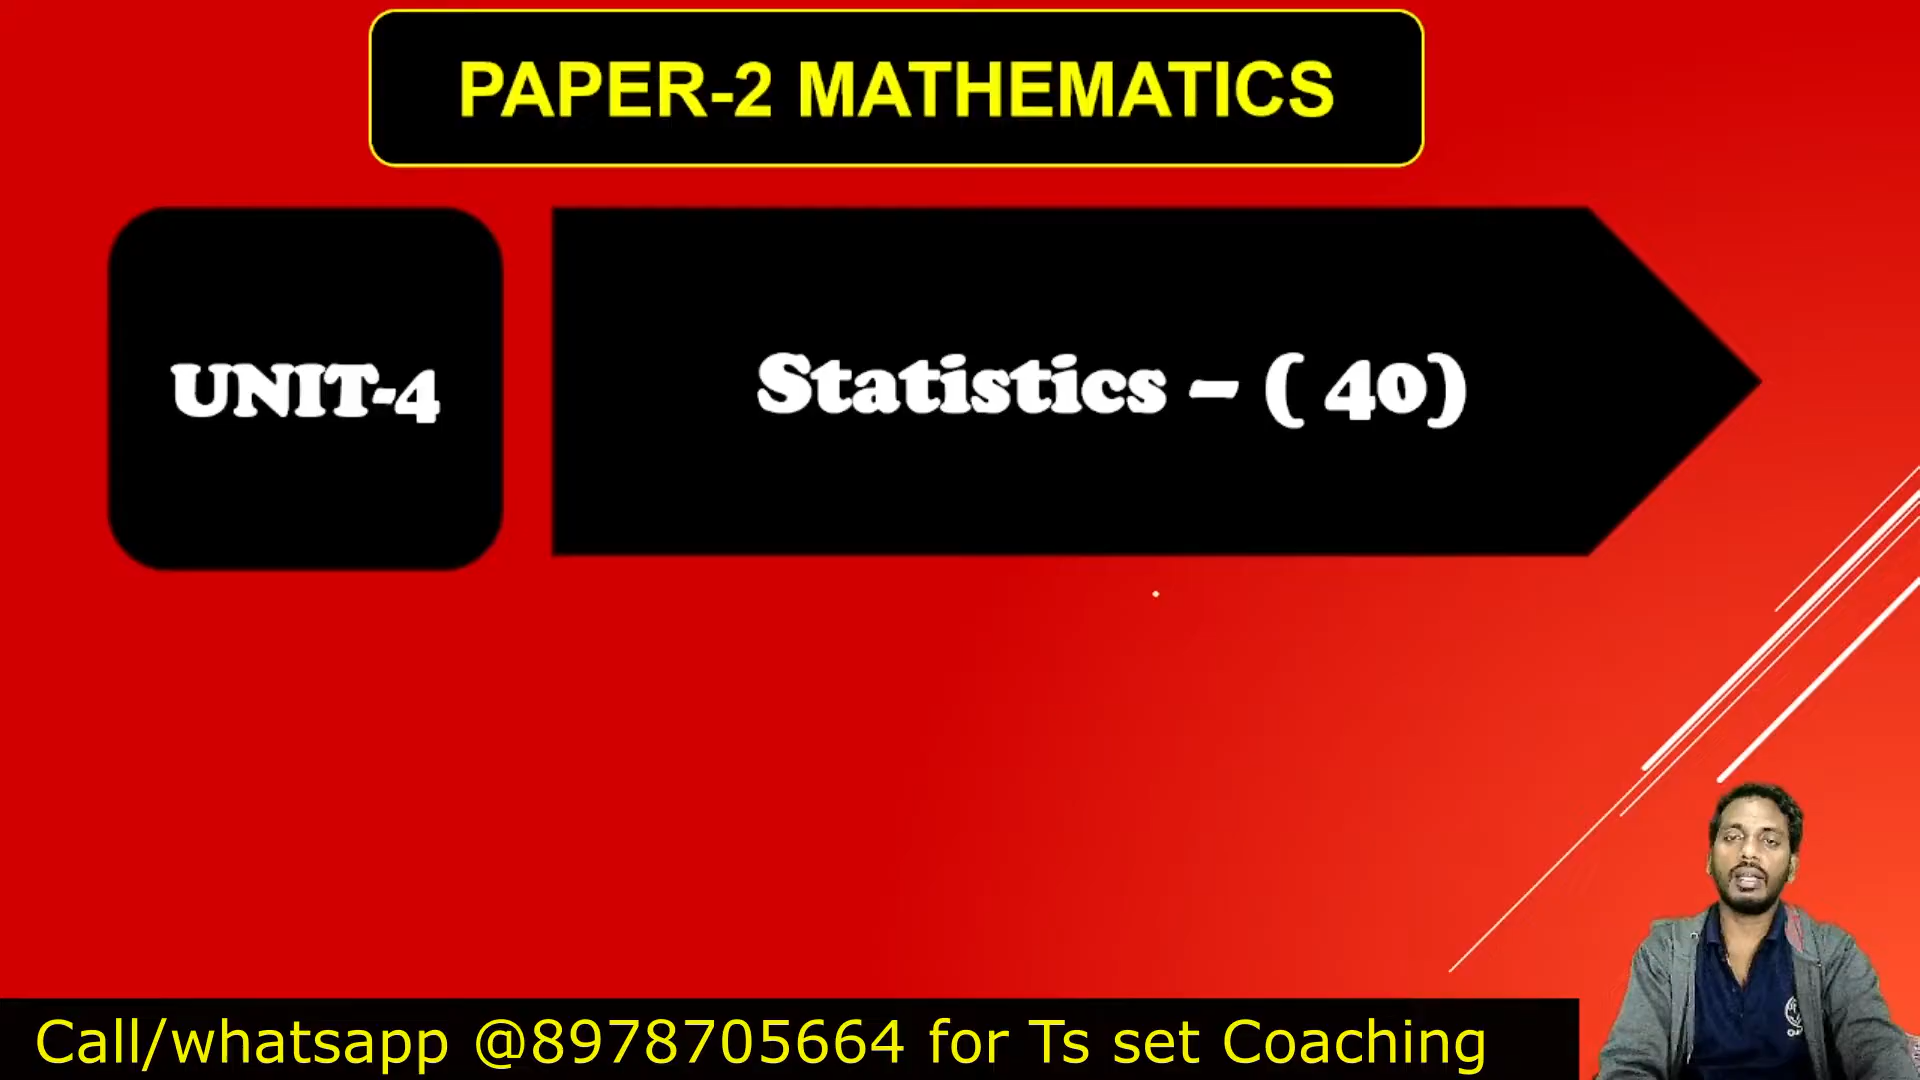 PAPER-2 MATHEMATICS
UNIT-4
Statistics – ( 40)
Call/whatsapp @8978705664 for Ts set Coaching